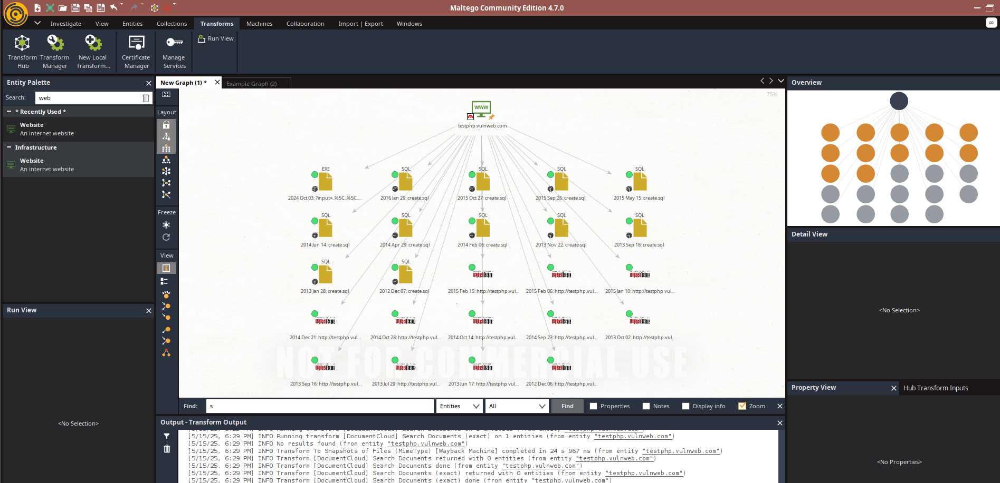 Maltego Community Edition 4.7.0
Investigate View Entities Collections Transforms Machines Collaboration Import | Export Windows
Transform Hub
Transform Manager
New Local Transform...
Certificate Manager
Manage Services
Run View
Entity Palette
Search: web
* Recently Used *
Website
An internet website
Infrastructure
Website
An internet website
Run View
<No Selection>
New Graph (1) *
Example Graph (2)
Layout
Freeze
View
75%
WWW
testphp.vulnweb.com
EXE SQL SQL SQL SQL
2024 Oct 03: ?input=..%5C..%5C.... 2016 Jan 29: create.sql 2015 Oct 27: create.sql 2015 Sep 26: create.sql 2015 May 15: create.sql
SQL SQL SQL SQL SQL
2014 Jun 14: create.sql 2014 Apr 29: create.sql 2014 Feb 06: create.sql 2013 Nov 22: create.sql 2013 Sep 18: create.sql
SQL SQL
2013 Jan 28: create.sql 2012 Dec 07: create.sql 2015 Feb 15: http://testphp.vul... 2015 Feb 06: http://testphp.vul... 2015 Jan 10: http://testphp.vul...
2014 Dec 21: http://testphp.vul... 2014 Oct 28: http://testphp.vul... 2014 Oct 14: http://testphp.vul... 2014 Sep 23: http://testphp.vul... 2013 Oct 02: http://testphp.vul...
NOT FOR COMMERCIAL USE
2013 Sep 16: http://testphp.vul... 2013 Jul 29: http://testphp.vul... 2013 Jun 17: http://testphp.vul... 2012 Dec 06: http://testphp.vul...
Find: s Entities All Find Properties Notes Display info Zoom
Output - Transform Output
[5/15/25, 6:29 PM] INFO Running transform [DocumentCloud] Search Documents (exact) on 1 entities (from entity "testphp.vulnweb.com")
[5/15/25, 6:29 PM] INFO No results found (from entity "testphp.vulnweb.com")
[5/15/25, 6:29 PM] INFO Transform To Snapshots of Files (MimeType) [Wayback Machine] completed in 24 s 967 ms (from entity "testphp.vulnweb.com")
[5/15/25, 6:29 PM] INFO Transform [DocumentCloud] Search Documents returned with 0 entities (from entity "testphp.vulnweb.com")
[5/15/25, 6:29 PM] INFO Transform [DocumentCloud] Search Documents done (from entity "testphp.vulnweb.com")
[5/15/25, 6:29 PM] INFO Transform [DocumentCloud] Search Documents (exact) returned with 0 entities (from entity "testphp.vulnweb.com")
[5/15/25, 6:29 PM] INFO Transform [DocumentCloud] Search Documents (exact) done (from entity "testphp.vulnweb.com")
Overview
Detail View
<No Selection>
Property View
Hub Transform Inputs
<No Properties>